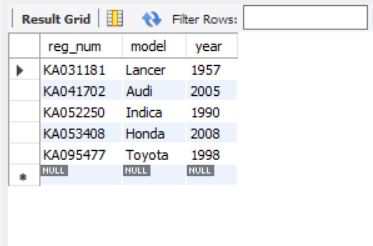 Result Grid Filter Rows:
reg_num model year
KA031181 Lancer 1957
KA041702 Audi 2005
KA052250 Indica 1990
KA053408 Honda 2008
KA095477 Toyota 1998
NULL NULL NULL